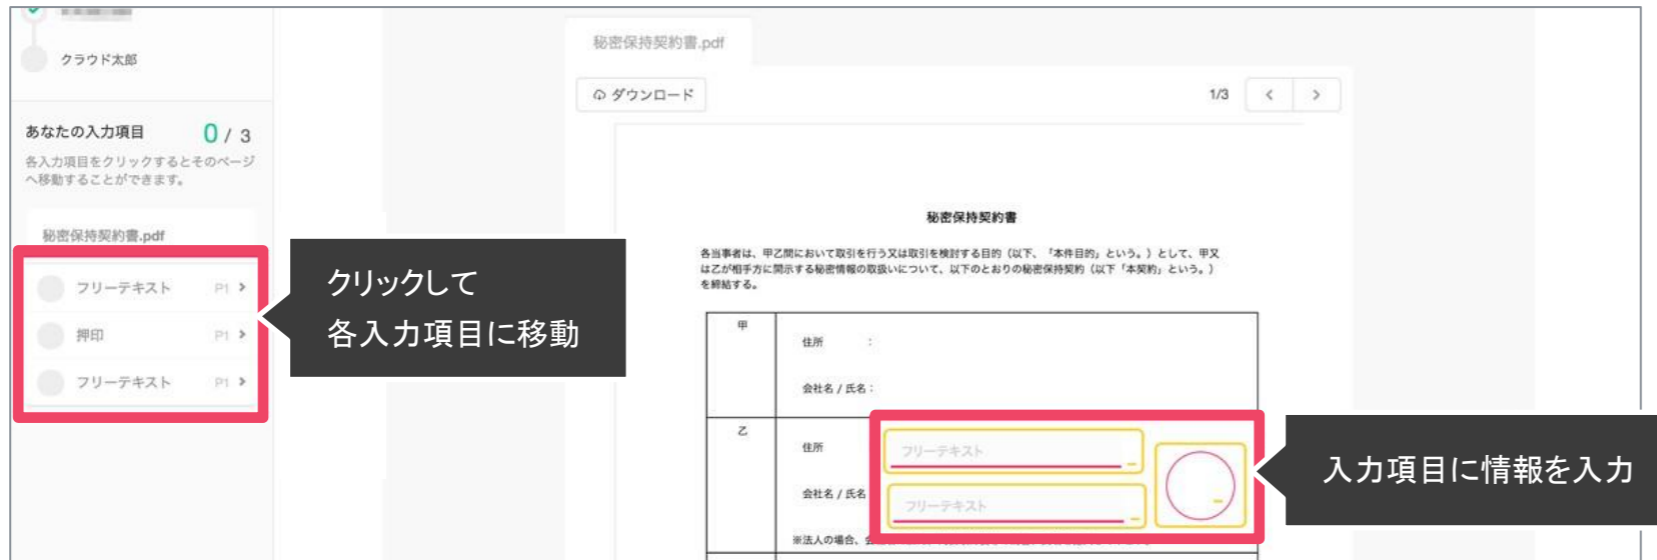 クラウド太郎
あなたの入力項目 0 / 3
各入力項目をクリックするとそのページ
へ移動することができます。
秘密保持契約書.pdf
フリーテキスト P1 >
押印 P1 >
フリーテキスト P1 >
クリックして
各入力項目に移動
秘密保持契約書.pdf
ダウンロード
1/3 < >
秘密保持契約書
各当事者は、甲乙間において取引を行う又は取引を検討する目的（以下、「本件目的」という。）として、甲又
は乙が相手方に開示する秘密情報の取扱いについて、以下のとおりの秘密保持契約（以下「本契約」という。）
を締結する。
甲
住所 :
会社名 / 氏名 :
乙
住所
フリーテキスト
会社名 / 氏名
フリーテキスト
※法人の場合、
入力項目に情報を入力